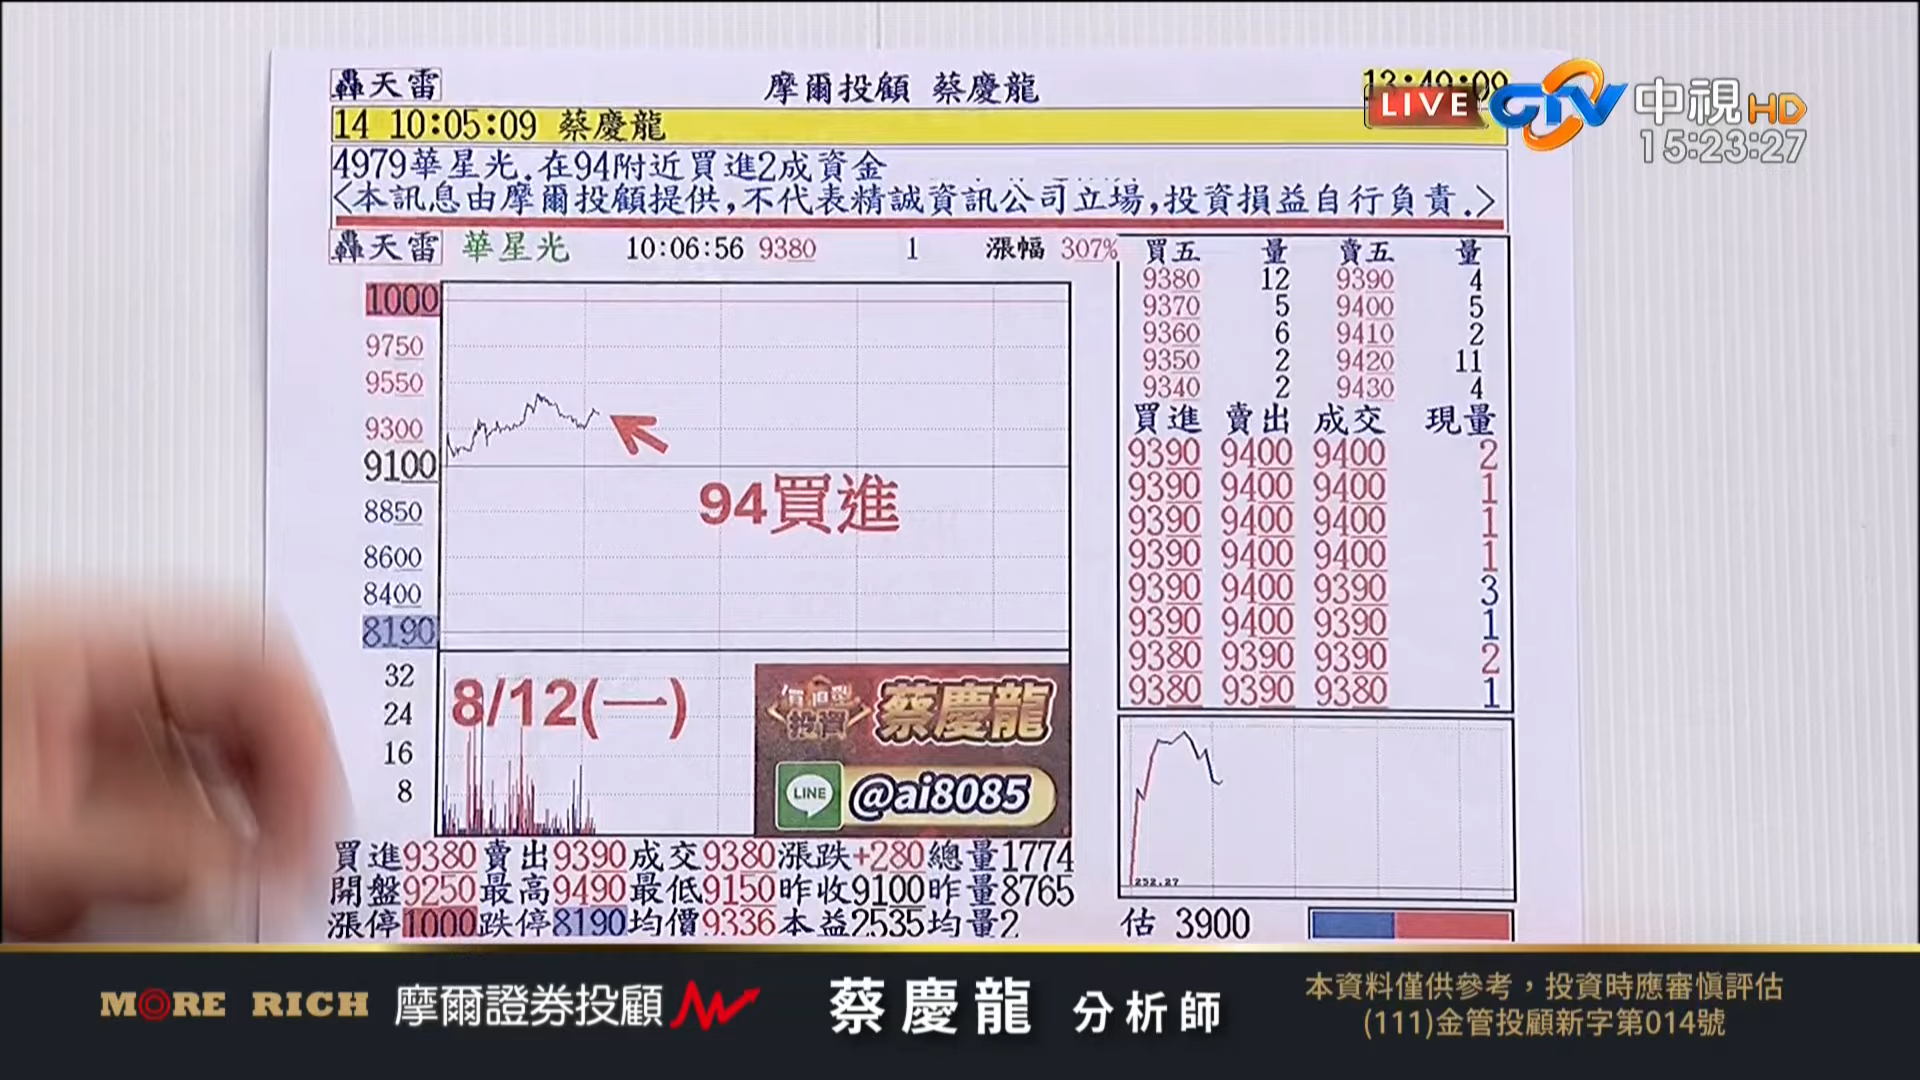 轟天雷 摩爾投顧 蔡慶龍 13:49:09
LIVE CTV 中視HD
15:23:27
14 10:05:09 蔡慶龍
4979華星光.在94附近買進2成資金
<本訊息由摩爾投顧提供,不代表精誠資訊公司立場,投資損益自行負責.>
轟天雷 華星光 10:06:56 9380 1 漲幅 307%
買五 量 賣五 量
9380 12 9390 4
9370 5 9400 5
9360 6 9410 2
9350 2 9420 11
9340 2 9430 4
買進 賣出 成交 現量
9390 9400 9400 2
9390 9400 9400 1
9390 9400 9400 1
9390 9400 9400 1
9390 9400 9390 3
9390 9400 9390 1
9380 9390 9390 2
9380 9390 9380 1
1000
9750
9550
9300
9100
8850
8600
8400
8190
94買進
32
24
16
8
8/12(一)
投資 蔡慶龍
LINE @ai8085
252.27
買進9380賣出9390成交9380漲跌+280總量1774
開盤9250最高9490最低9150昨收9100昨量8765
漲停1000跌停8190均價9336本益2535均量2
估 3900
MORE RICH 摩爾證券投顧 蔡慶龍 分析師
本資料僅供參考，投資時應審慎評估
(111)金管投顧新字第014號